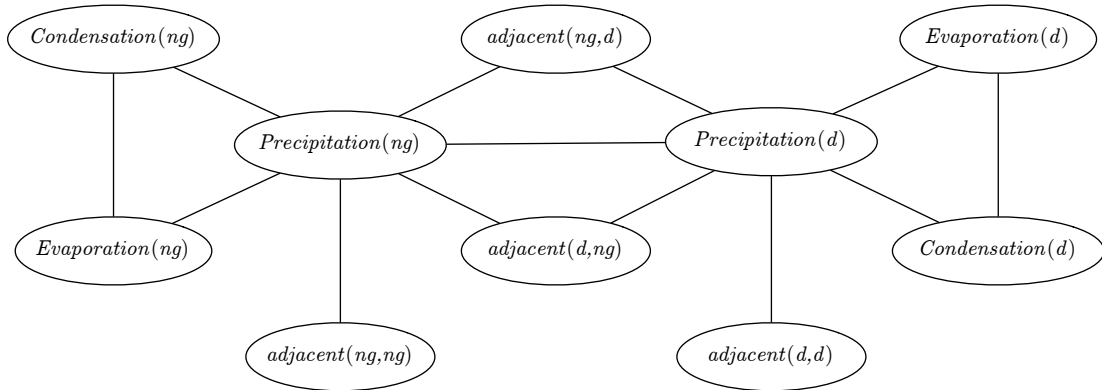 Condensation(ng)
adjacent(ng,d)
Evaporation(d)
Precipitation(ng)
Precipitation(d)
Evaporation(ng)
adjacent(d,ng)
Condensation(d)
adjacent(ng,ng)
adjacent(d,d)